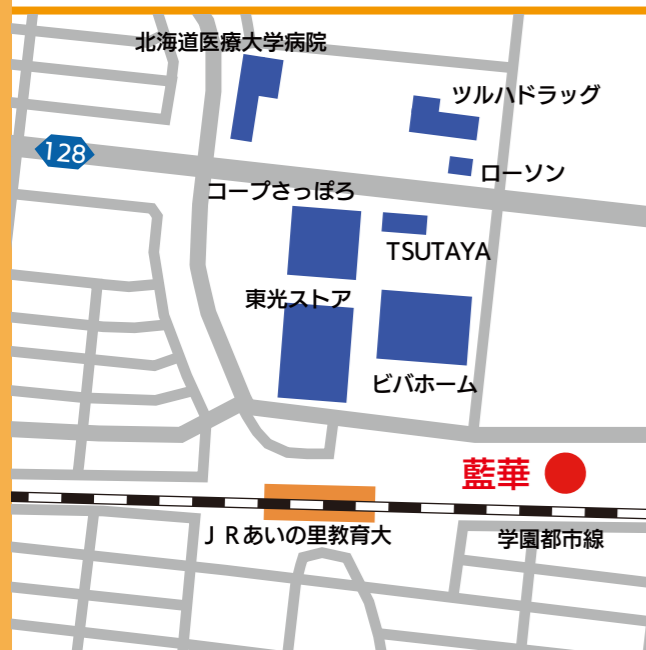 北海道医療大学病院
ツルハドラッグ
128
ローソン
コープさっぽろ
TSUTAYA
東光ストア
ビバホーム
藍華
ＪＲあいの里教育大
学園都市線